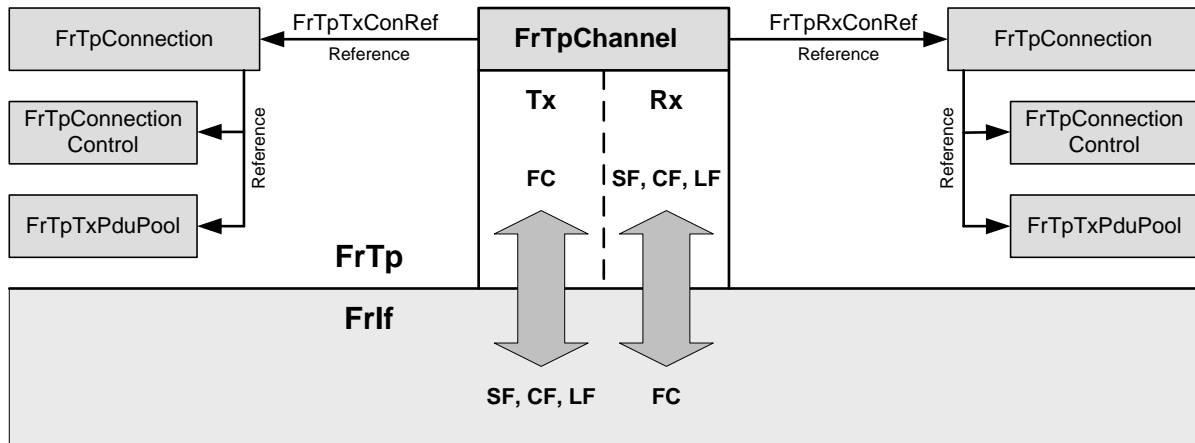 FrTpConnection
FrTpTxConRef
Reference
FrTpChannel
FrTpRxConRef
Reference
FrTpConnection
FrTpConnection
Control
Reference
FrTpTxPduPool
Tx
Rx
FC
SF, CF, LF
Reference
FrTpConnection
Control
FrTpTxPduPool
FrTp
FrIf
SF, CF, LF
FC